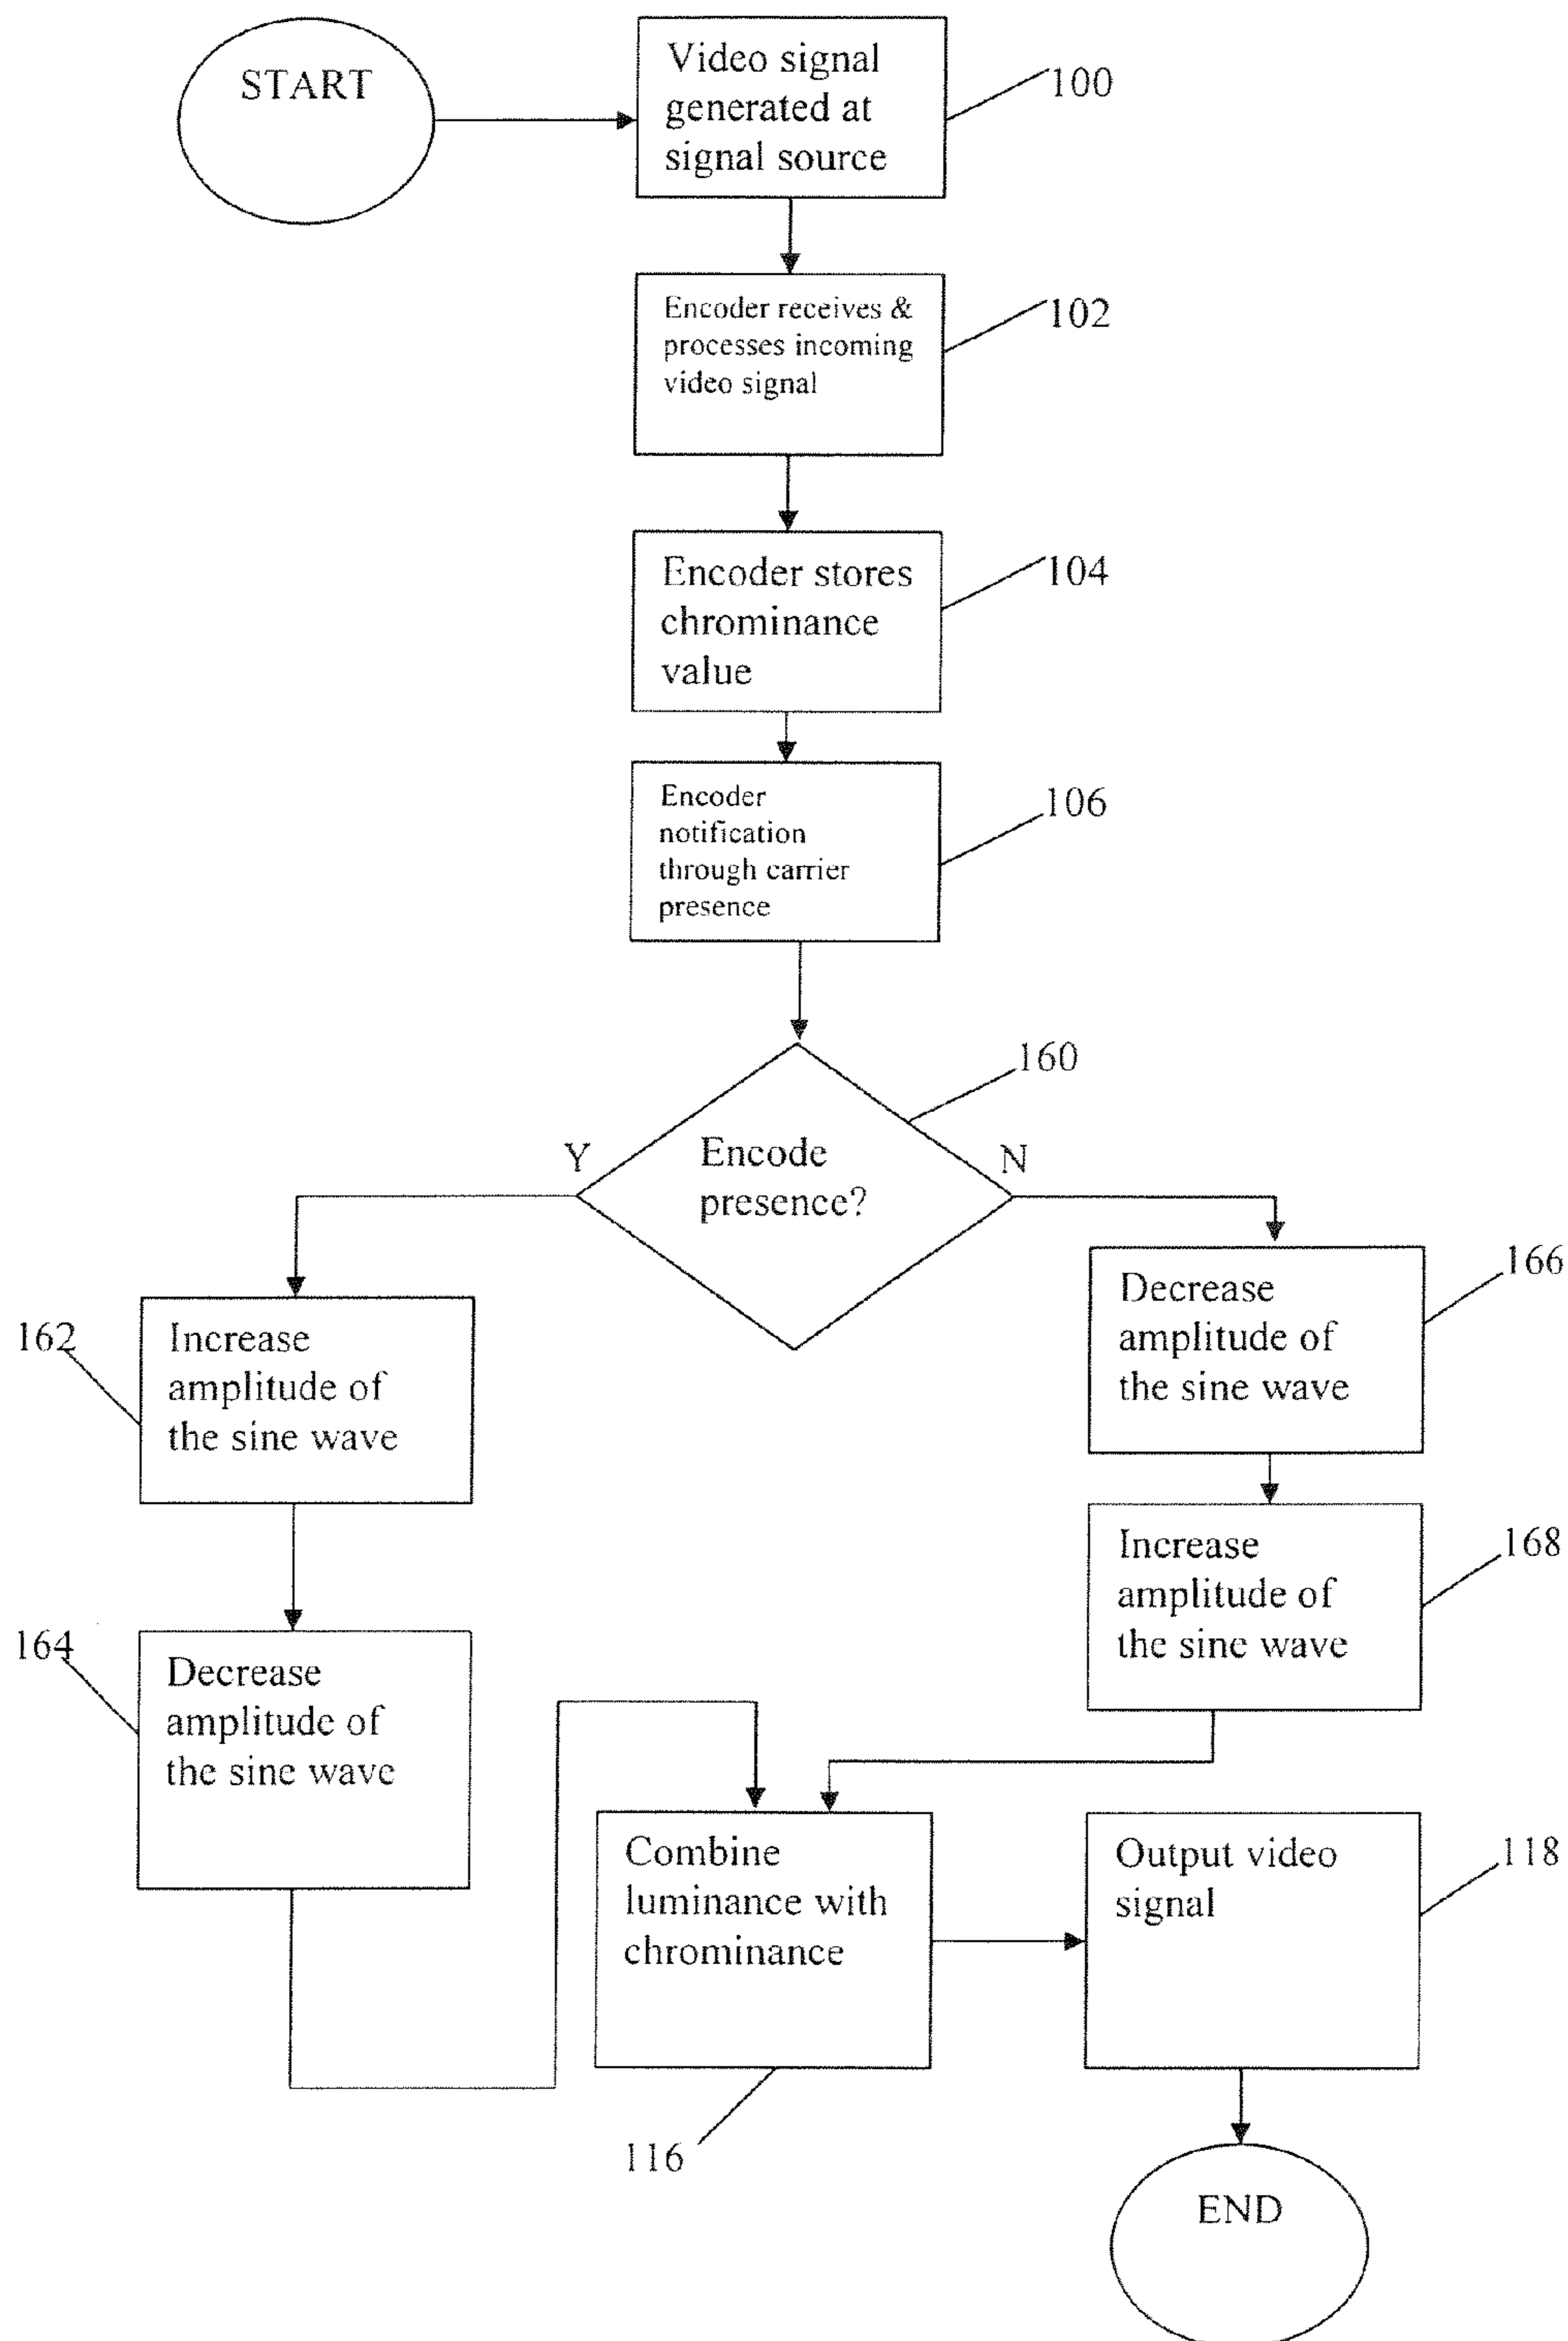 START
Video signal
generated at
signal source
100
Encoder receives &
processes incoming
video signal
102
Encoder stores
chrominance
value
104
Encoder
notification
through carrier
presence
106
160
Y
Encode
presence?
N
162
Increase
amplitude of
the sine wave
Decrease
amplitude of
the sine wave
166
164
Decrease
amplitude of
the sine wave
Increase
amplitude of
the sine wave
168
Combine
luminance with
chrominance
116
Output video
signal
118
END